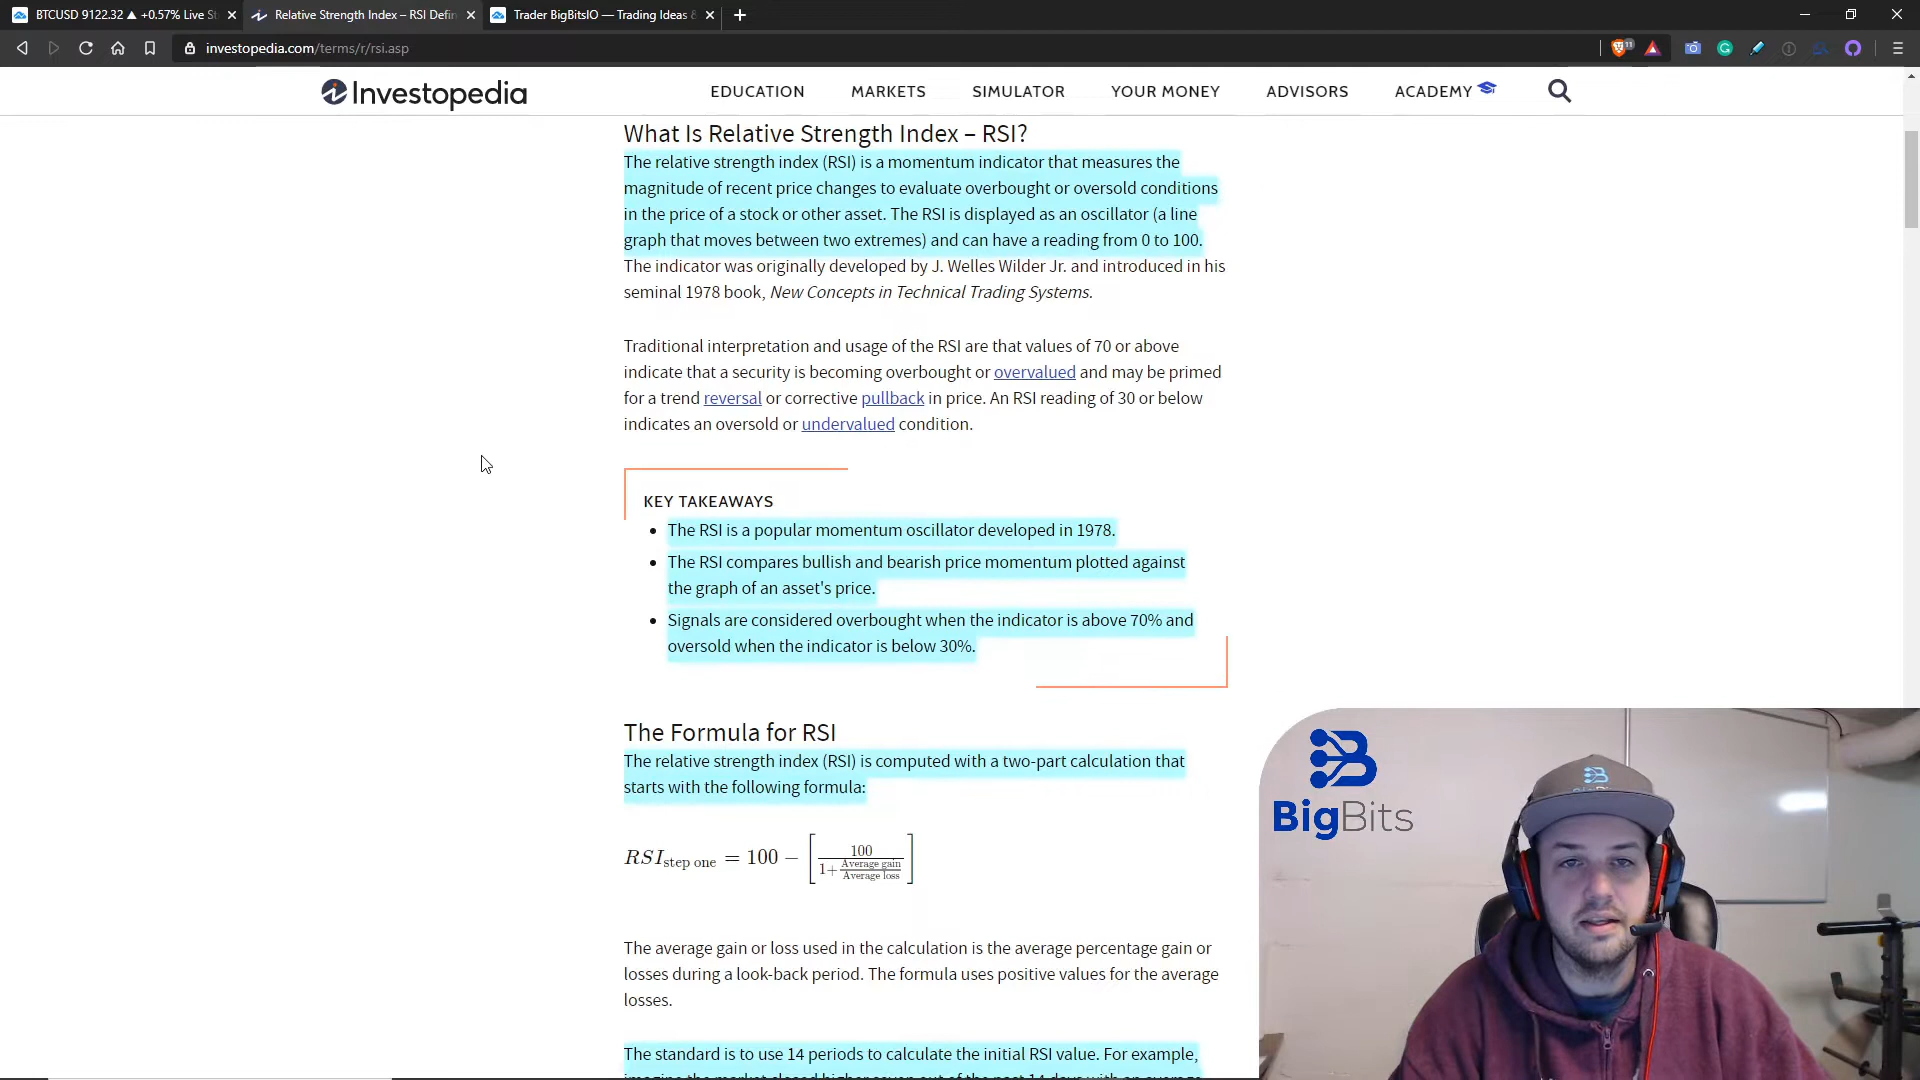 BTCUSD 9122.32 ▲ +0.57% Live St
Relative Strength Index – RSI Defin
Trader BigBitsIO — Trading Ideas &
investopedia.com/terms/r/rsi.asp
11
Investopedia
EDUCATION
MARKETS
SIMULATOR
YOUR MONEY
ADVISORS
ACADEMY
What Is Relative Strength Index – RSI?
The relative strength index (RSI) is a momentum indicator that measures the
magnitude of recent price changes to evaluate overbought or oversold conditions
in the price of a stock or other asset. The RSI is displayed as an oscillator (a line
graph that moves between two extremes) and can have a reading from 0 to 100.
The indicator was originally developed by J. Welles Wilder Jr. and introduced in his
seminal 1978 book, New Concepts in Technical Trading Systems.
Traditional interpretation and usage of the RSI are that values of 70 or above
indicate that a security is becoming overbought or overvalued and may be primed
for a trend reversal or corrective pullback in price. An RSI reading of 30 or below
indicates an oversold or undervalued condition.
KEY TAKEAWAYS
• The RSI is a popular momentum oscillator developed in 1978.
• The RSI compares bullish and bearish price momentum plotted against
the graph of an asset's price.
• Signals are considered overbought when the indicator is above 70% and
oversold when the indicator is below 30%.
The Formula for RSI
The relative strength index (RSI) is computed with a two-part calculation that
starts with the following formula:
RSI step one = 100 − [ 100 / 1+ Average gain / Average loss ]
The average gain or loss used in the calculation is the average percentage gain or
losses during a look-back period. The formula uses positive values for the average
losses.
The standard is to use 14 periods to calculate the initial RSI value. For example,
BigBits